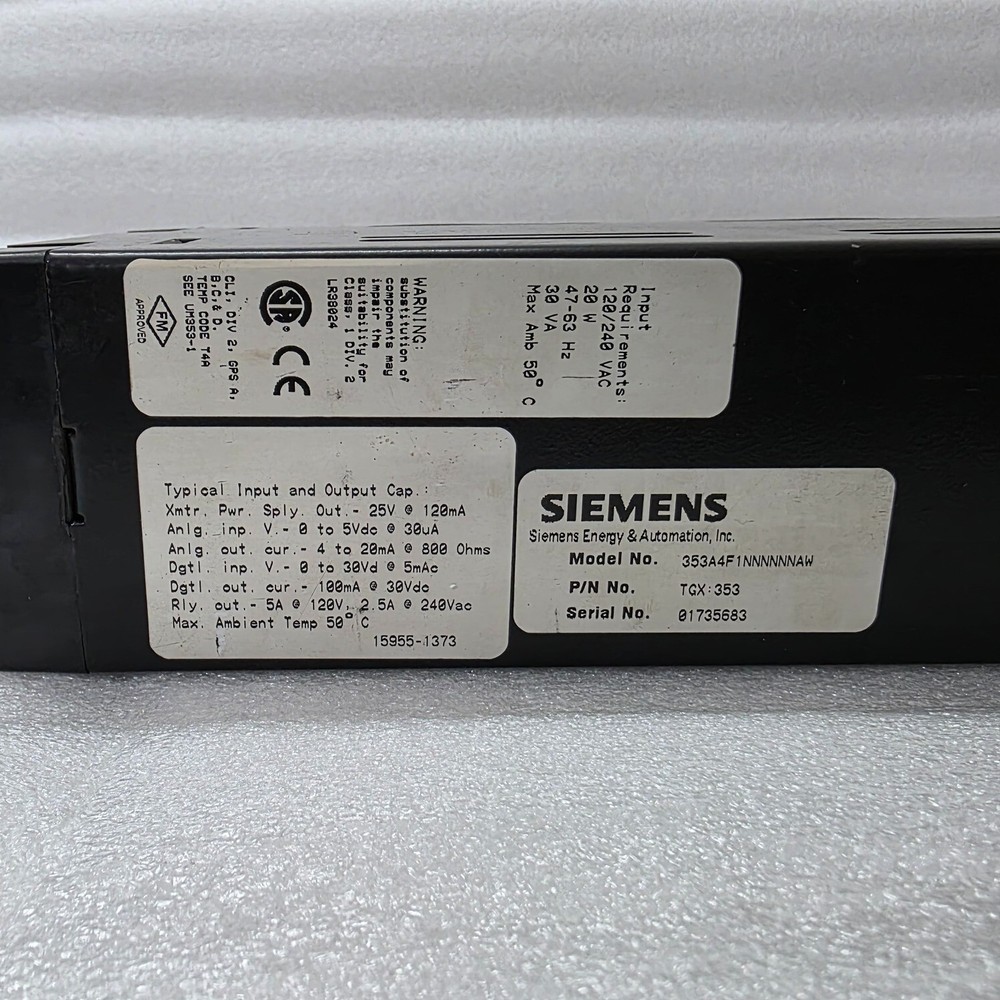 Input
Requirements:
120/240 VAC
20 W
47-63 Hz
30 VA
Max Amb 50° C
WARNING:
substitution of
components may
impair the
suitability for
Class, 1 DIV. 2
LR38024
SA®
CE
CLI, DIV 2, GPS A,
B,C,& D.
TEMP CODE T4A
SEE UM353-1
FM
APPROVED
Typical Input and Output Cap.:
Xmtr. Pwr. Sply. Out.- 25V @ 120mA
Anlg. inp. V.- 0 to 5Vdc @ 30uA
Anlg. out. cur.- 4 to 20mA @ 800 Ohms
Dgtl. inp. V.- 0 to 30Vd @ 5mAc
Dgtl. out. cur.- 100mA @ 30Vdc
Rly. out.- 5A @ 120V, 2.5A @ 240Vac
Max. Ambient Temp 50° C
15955-1373
SIEMENS
Siemens Energy & Automation, Inc.
Model No. 353A4F1NNNNNNAW
P/N No. TGX:353
Serial No. 01735683